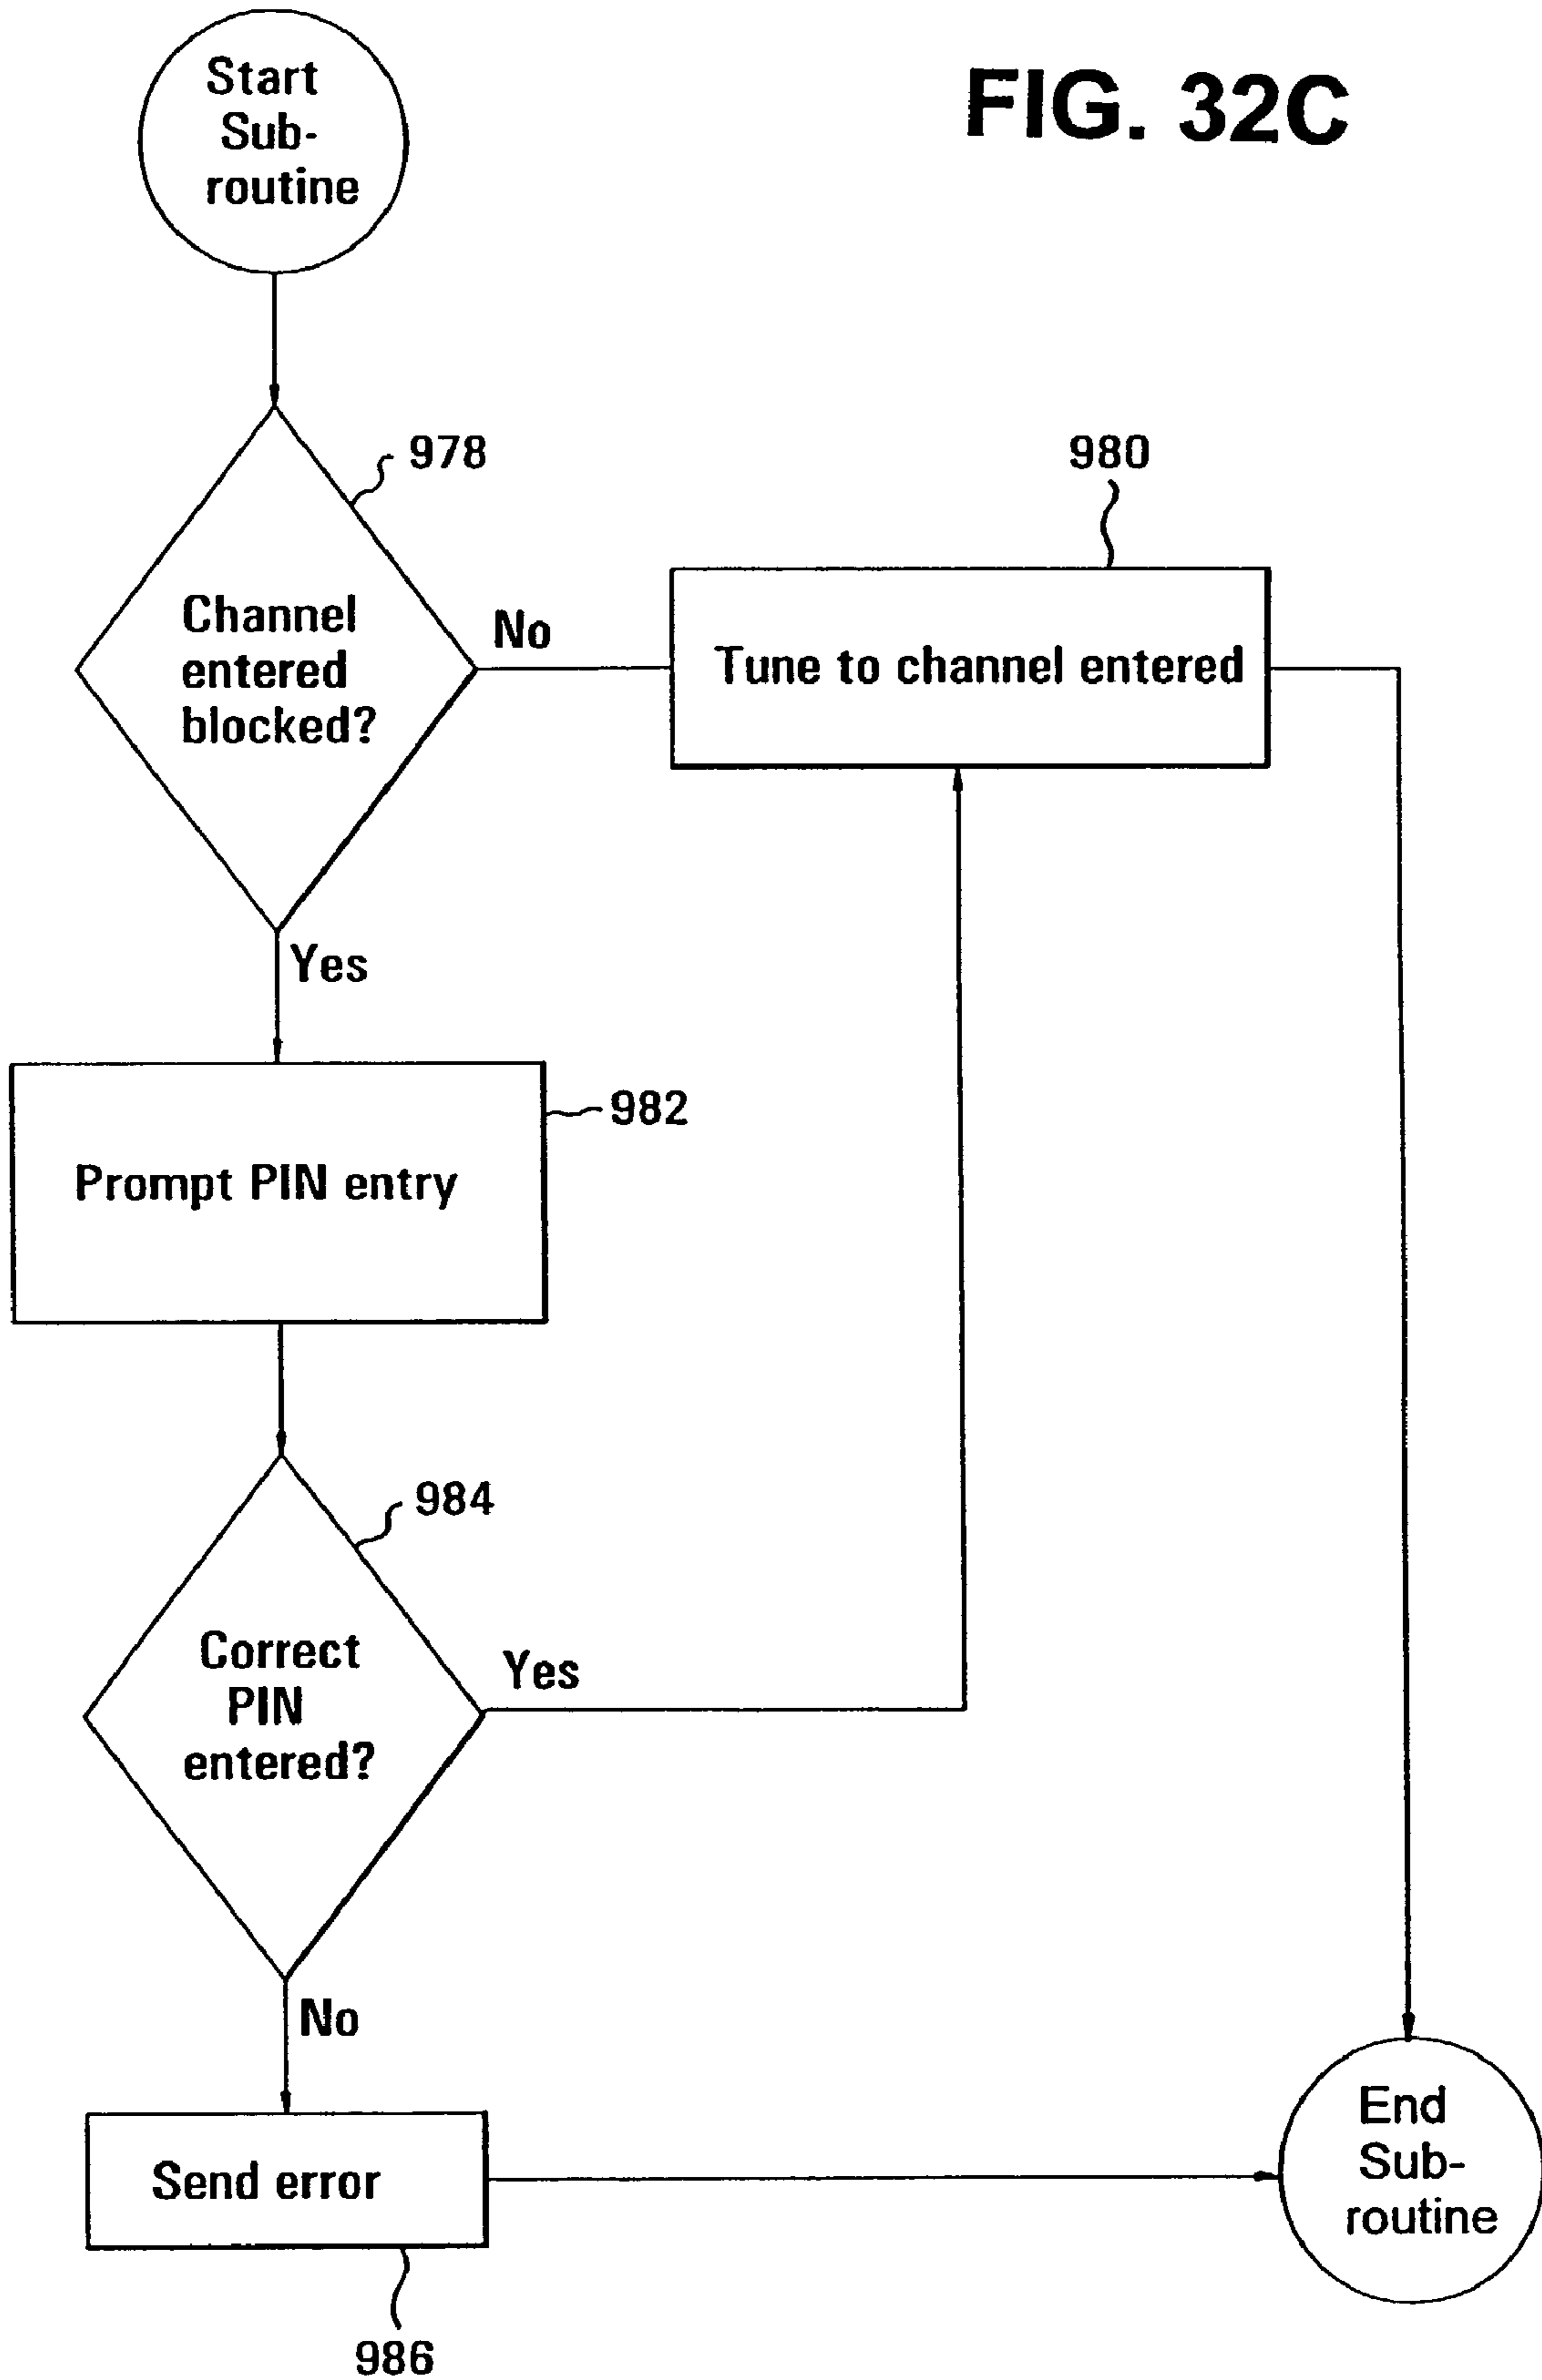 FIG. 32C
Start
Sub-
routine
978
Channel
entered
blocked?
No
980
Tune to channel entered
Yes
982
Prompt PIN entry
984
Correct
PIN
entered?
Yes
No
Send error
986
End
Sub-
routine